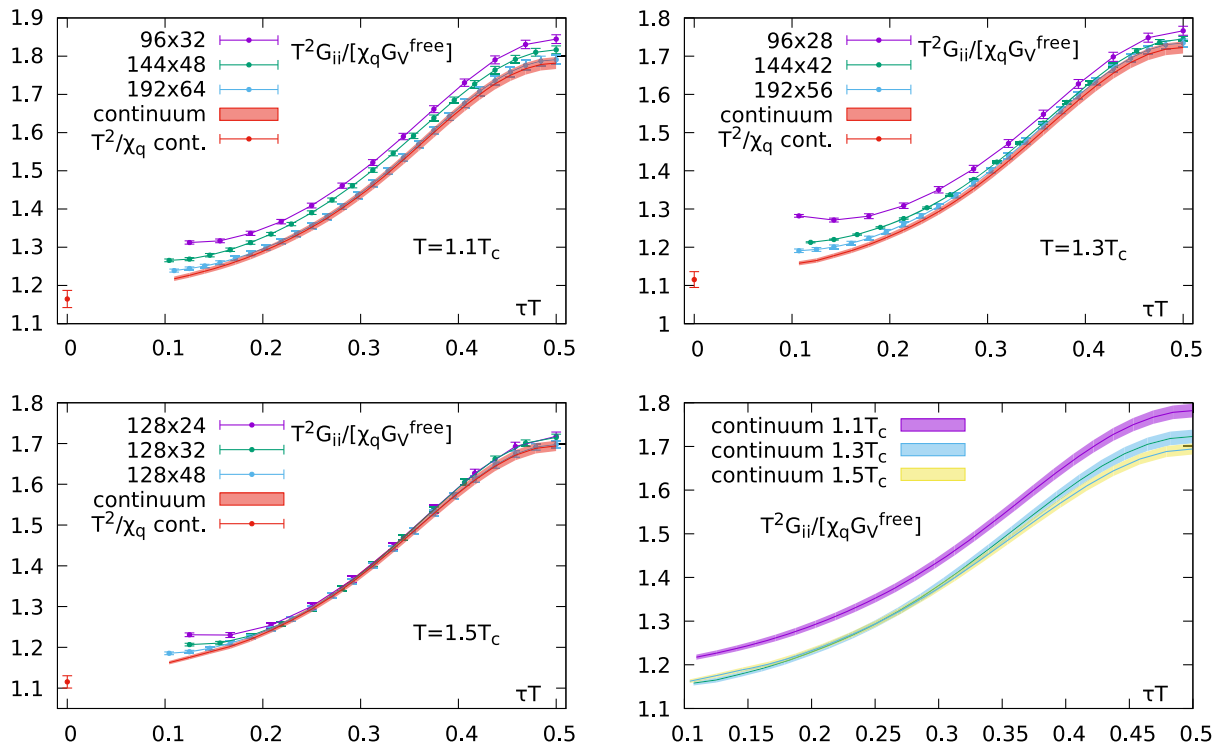 1.9
1.8
1.7
1.6
1.5
1.4
1.3
1.2
1.1
96x32
144x48
192x64
continuum
T²/χq cont.
T²Gii/[χqGV^free]
T=1.1Tc
τT
0 0.1 0.2 0.3 0.4 0.5
1.8
1.7
1.6
1.5
1.4
1.3
1.2
1.1
1
96x28
144x42
192x56
continuum
T²/χq cont.
T²Gii/[χqGV^free]
T=1.3Tc
τT
0 0.1 0.2 0.3 0.4 0.5
1.8
1.7
1.6
1.5
1.4
1.3
1.2
1.1
128x24
128x32
128x48
continuum
T²/χq cont.
T²Gii/[χqGV^free]
T=1.5Tc
τT
0 0.1 0.2 0.3 0.4 0.5
1.8
1.7
1.6
1.5
1.4
1.3
1.2
1.1
continuum 1.1Tc
continuum 1.3Tc
continuum 1.5Tc
T²Gii/[χqGV^free]
τT
0.1 0.15 0.2 0.25 0.3 0.35 0.4 0.45 0.5